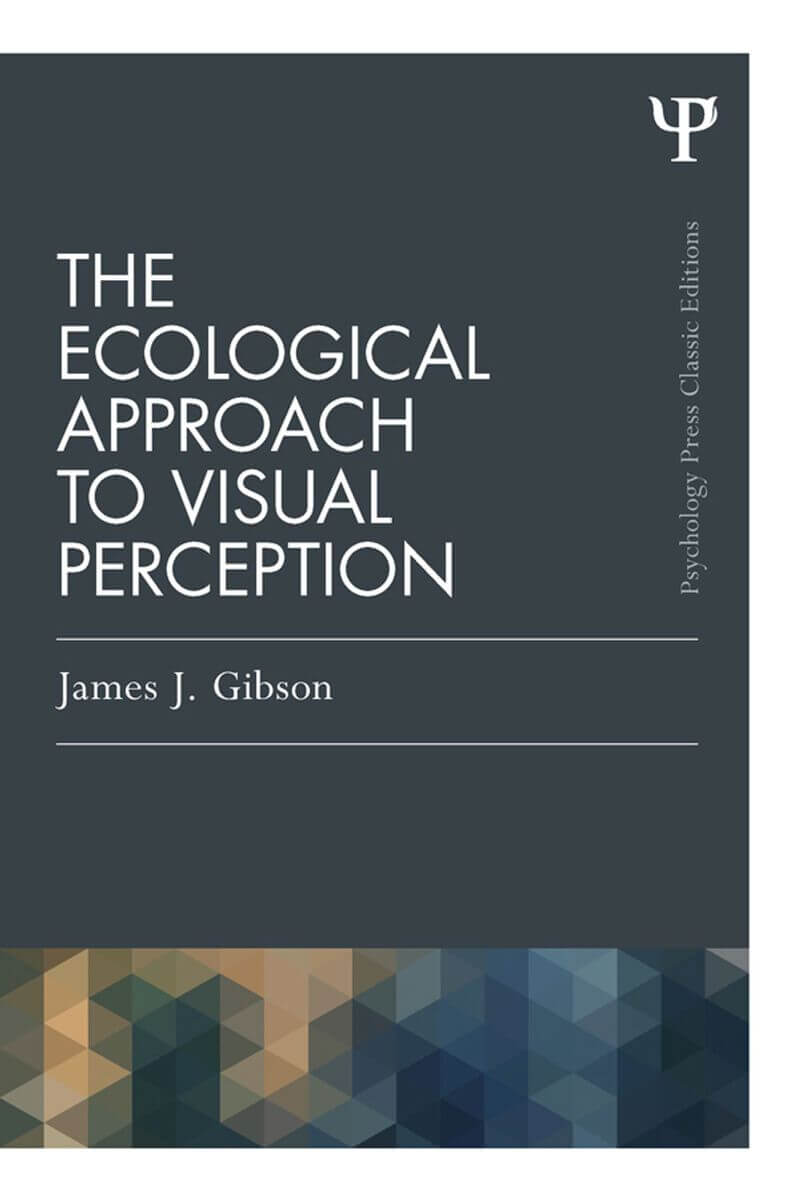 THE
ECOLOGICAL
APPROACH
TO VISUAL
PERCEPTION
James J. Gibson
Psychology Press Classic Editions